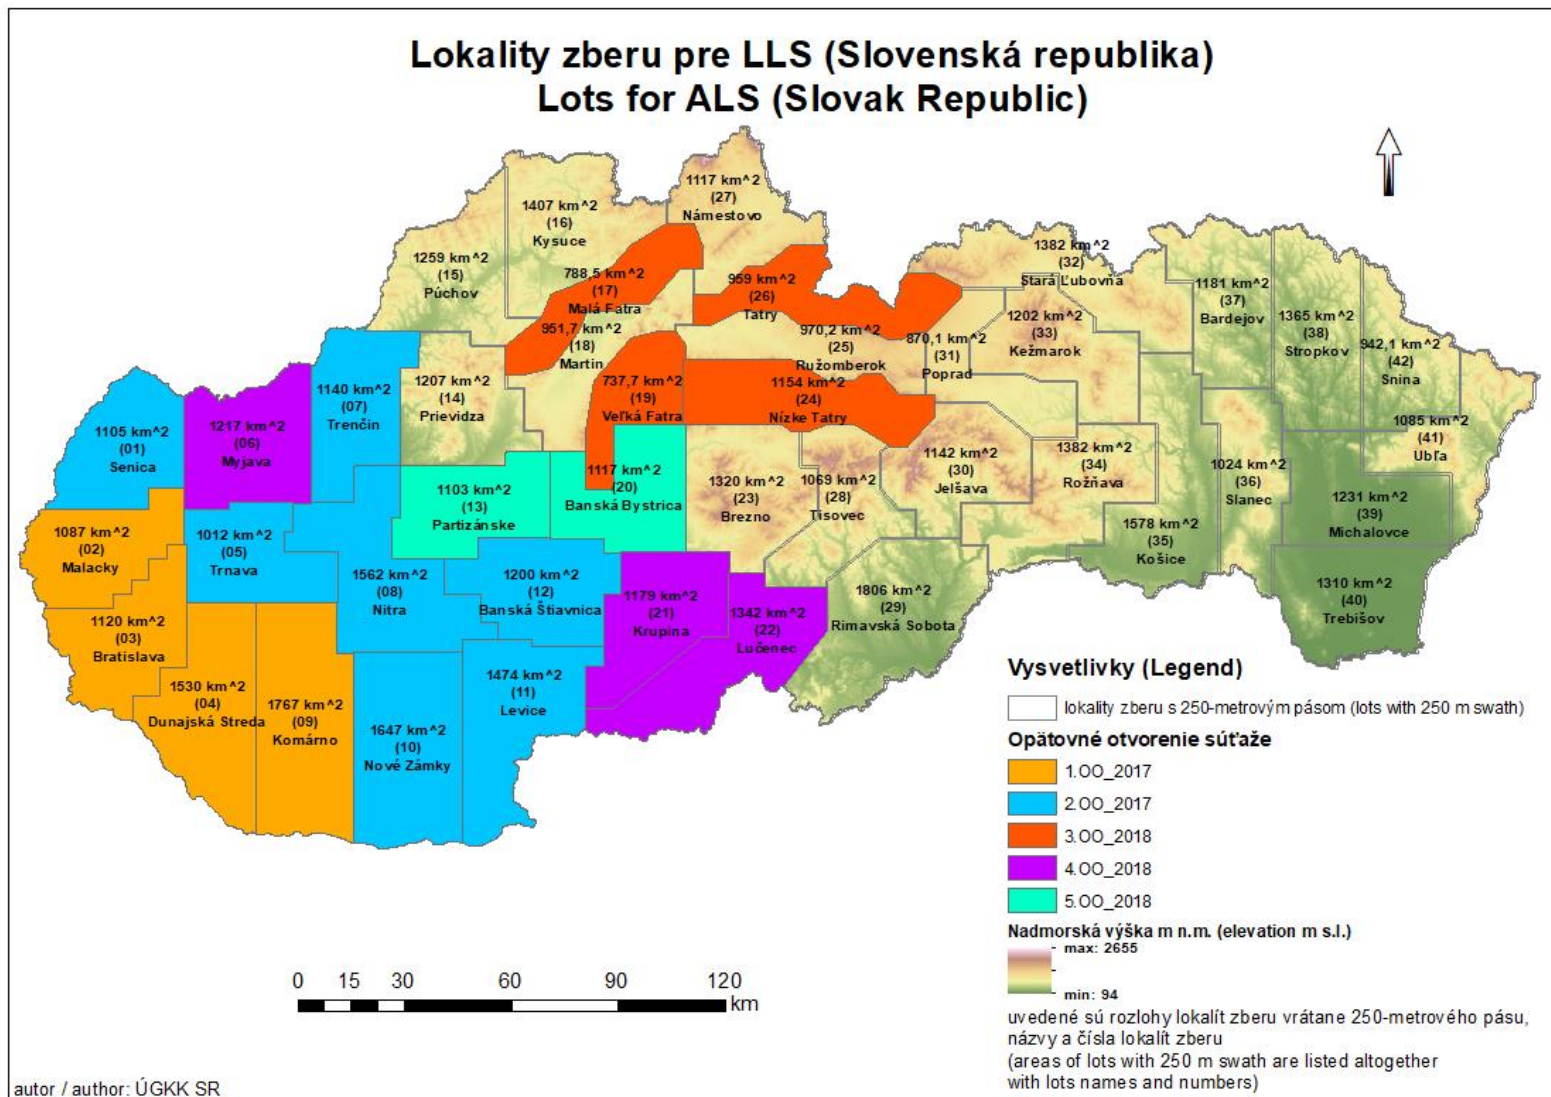 Lokality zberu pre LLS (Slovenská republika)
Lots for ALS (Slovak Republic)
1117 km^2
(27)
Námestovo
1407 km^2
(16)
Kysuce
1259 km^2
(15)
Púchov
788,5 km^2
(17)
Malá Fatra
959 km^2
(26)
Tatry
1382 km^2
(32)
Stará Ľubovňa
1181 km^2
(37)
Bardejov
1365 km^2
(38)
Stropkov
942,1 km^2
(42)
Snina
951,7 km^2
(18)
Martin
970,2 km^2
(25)
Ružomberok
870,1 km^2
(31)
Poprad
1202 km^2
(33)
Kežmarok
1207 km^2
(14)
Prievidza
737,7 km^2
(19)
Veľká Fatra
1154 km^2
(24)
Nízke Tatry
1140 km^2
(07)
Trenčín
1105 km^2
(01)
Senica
1217 km^2
(06)
Myjava
1085 km^2
(41)
Ubľa
1103 km^2
(13)
Partizánske
1117 km^2
(20)
Banská Bystrica
1320 km^2
(23)
Brezno
1069 km^2
(28)
Tisovec
1142 km^2
(30)
Jelšava
1382 km^2
(34)
Rožňava
1024 km^2
(36)
Slanec
1231 km^2
(39)
Michalovce
1087 km^2
(02)
Malacky
1012 km^2
(05)
Trnava
1562 km^2
(08)
Nitra
1200 km^2
(12)
Banská Štiavnica
1179 km^2
(21)
Krupina
1342 km^2
(22)
Lučenec
1806 km^2
(29)
Rimavská Sobota
1578 km^2
(35)
Košice
1310 km^2
(40)
Trebišov
1120 km^2
(03)
Bratislava
1530 km^2
(04)
Dunajská Streda
1767 km^2
(09)
Komárno
1647 km^2
(10)
Nové Zámky
1474 km^2
(11)
Levice
Vysvetlivky (Legend)
lokality zberu s 250-metrovým pásom (lots with 250 m swath)
Opätovné otvorenie súťaže
1.OO_2017
2.OO_2017
3.OO_2018
4.OO_2018
5.OO_2018
Nadmorská výška m n.m. (elevation m s.l.)
max: 2655
min: 94
uvedené sú rozlohy lokalít zberu vrátane 250-metrového pásu,
názvy a čísla lokalít zberu
(areas of lots with 250 m swath are listed altogether
with lots names and numbers)
0 15 30 60 90 120
km
autor / author: ÚGKK SR